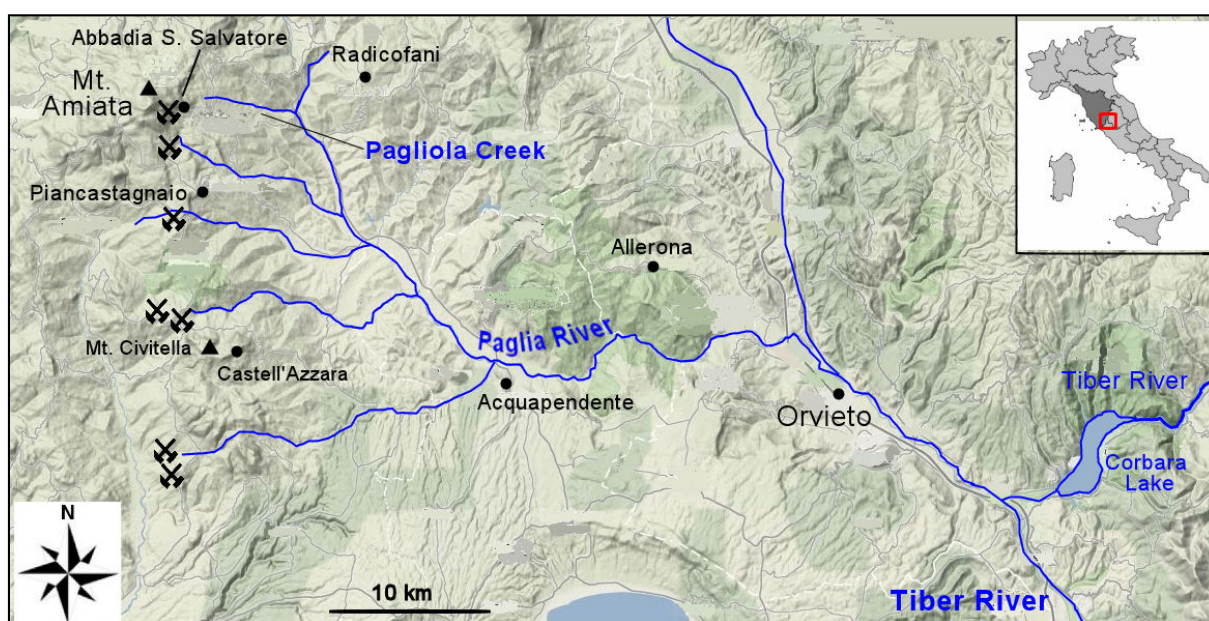 Abbadia S. Salvatore
Radicofani
Mt.
Amiata
Pagliola Creek
Piancastagnaio
Allerona
Paglia River
Mt. Civitella
Castell'Azzara
Acquapendente
Orvieto
Tiber River
Corbara
Lake
N
10 km
Tiber River